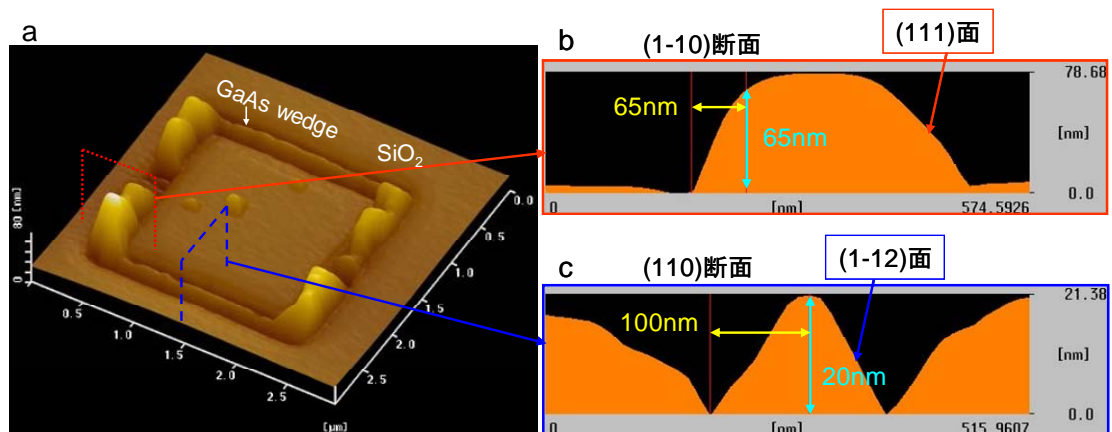 a
GaAs wedge
SiO2
80 [nm]
0
0.5
1.0
1.5
2.0
2.5
[μm]
0.0
0.5
1.0
1.5
2.0
2.5
b
(1-10)断面
(111)面
65nm
65nm
78.68
[nm]
0.0
0
[nm]
574.5926
c
(110)断面
(1-12)面
100nm
20nm
21.38
[nm]
0.0
0
[nm]
515.9607